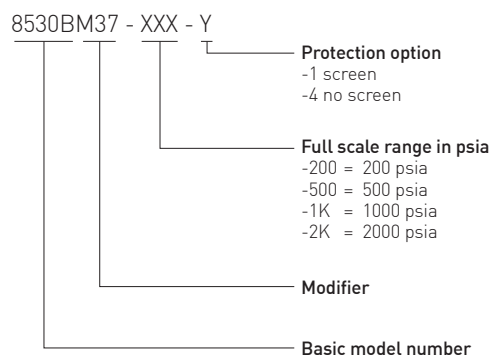 8530BM37 - XXX - Y
Protection option
-1 screen
-4 no screen
Full scale range in psia
-200 = 200 psia
-500 = 500 psia
-1K = 1000 psia
-2K = 2000 psia
Modifier
Basic model number